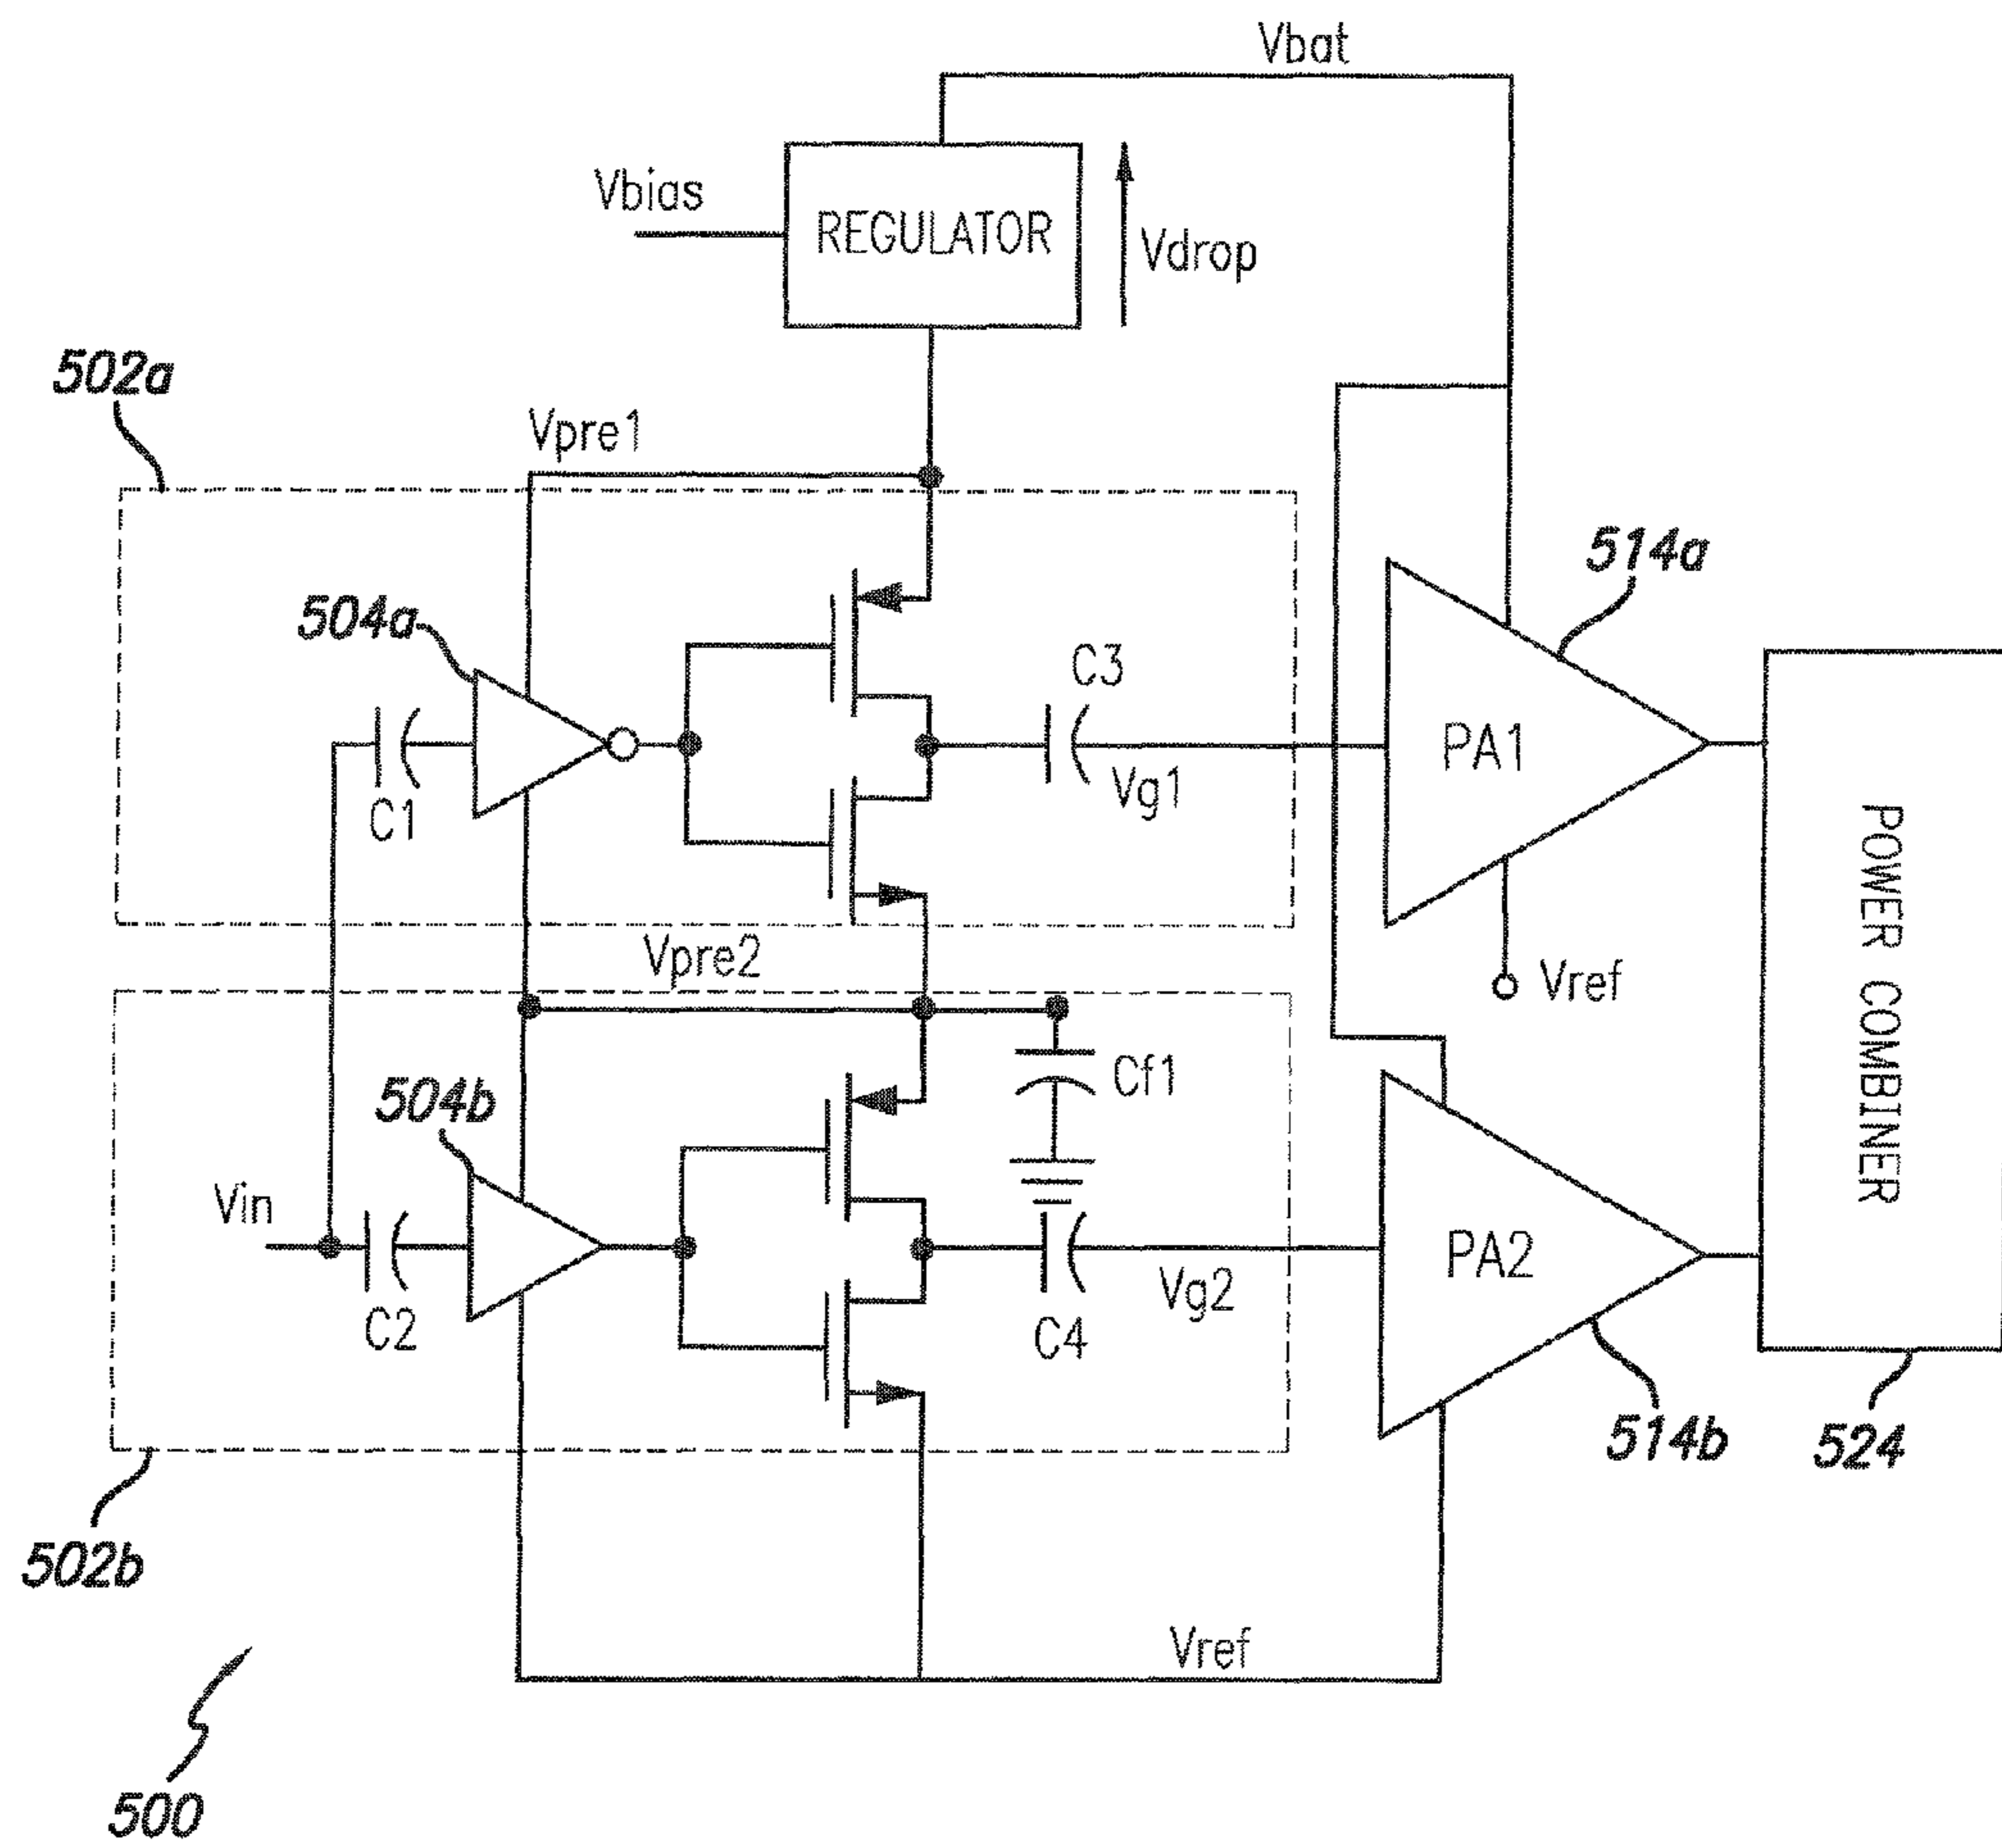 Vbat
Vbias
REGULATOR
Vdrop
502a
Vpre1
504a
514a
C3
PA1
C1
Vg1
Vpre2
Vref
POWER COMBINER
504b
Cf1
Vin
PA2
C2
Vg2
C4
514b
524
502b
Vref
500